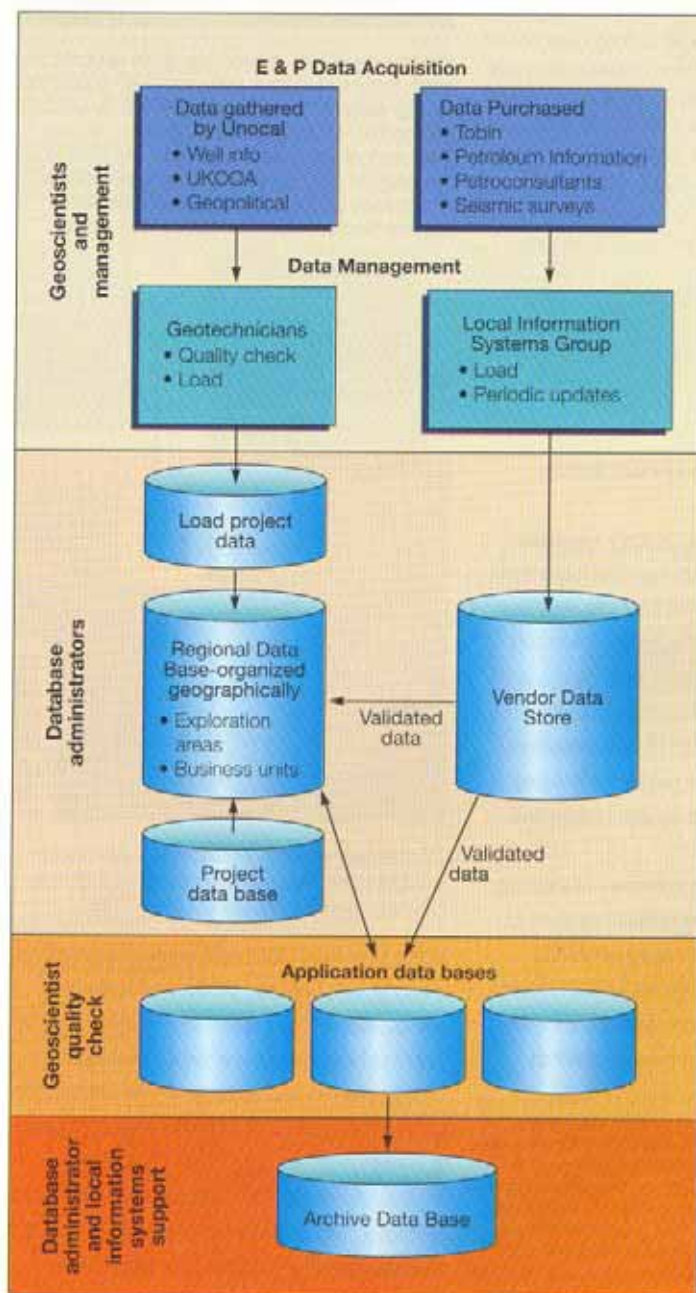 E & P Data Acquisition
Data gathered
by Unocal
• Well info
• UKOOA
• Geopolitical
Data Purchased
• Tobin
• Petroleum Information
• Petroconsultants
• Seismic surveys
Geoscientists
and
management
Data Management
Geotechnicians
• Quality check
• Load
Local Information
Systems Group
• Load
• Periodic updates
Load project
data
Database
administrators
Regional Data
Base-organized
geographically
• Exploration
areas
• Business units
Validated
data
Vendor Data
Store
Project
data base
Validated
data
Application data bases
Geoscientist
quality
check
Database
administrator
and local
information
systems
support
Archive Data Base